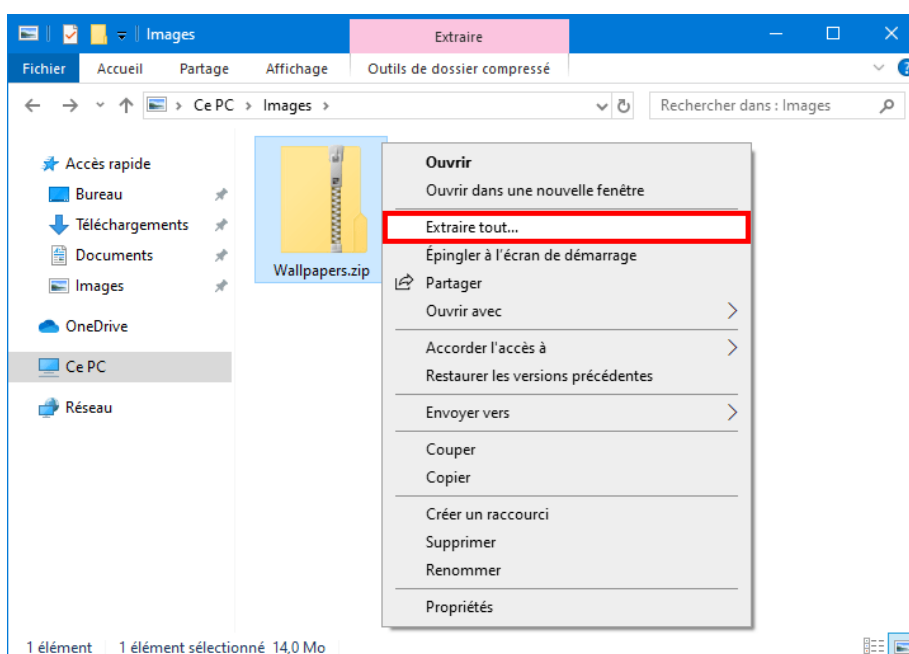 Images
Extraire
Fichier
Accueil
Partage
Affichage
Outils de dossier compressé
Ce PC
Images
Rechercher dans : Images
Accès rapide
Bureau
Téléchargements
Documents
Images
OneDrive
Ce PC
Réseau
Wallpapers.zip
Ouvrir
Ouvrir dans une nouvelle fenêtre
Extraire tout...
Épingler à l'écran de démarrage
Partager
Ouvrir avec
Accorder l'accès à
Restaurer les versions précédentes
Envoyer vers
Couper
Copier
Créer un raccourci
Supprimer
Renommer
Propriétés
1 élément
1 élément sélectionné 14,0 Mo